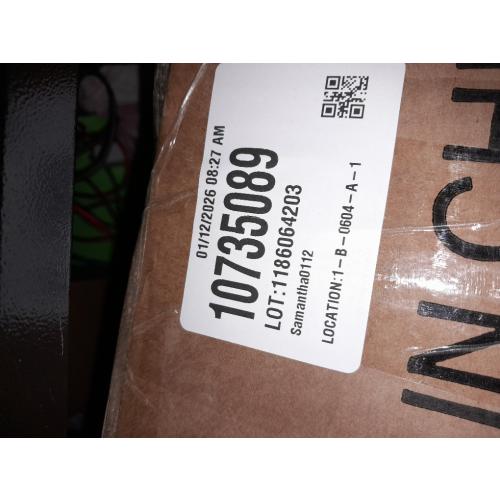 01/12/2026 08:27 AM
10735089
LOT:1186064203
Samantha0112
LOCATION:1-B-0604-A-1
INCH